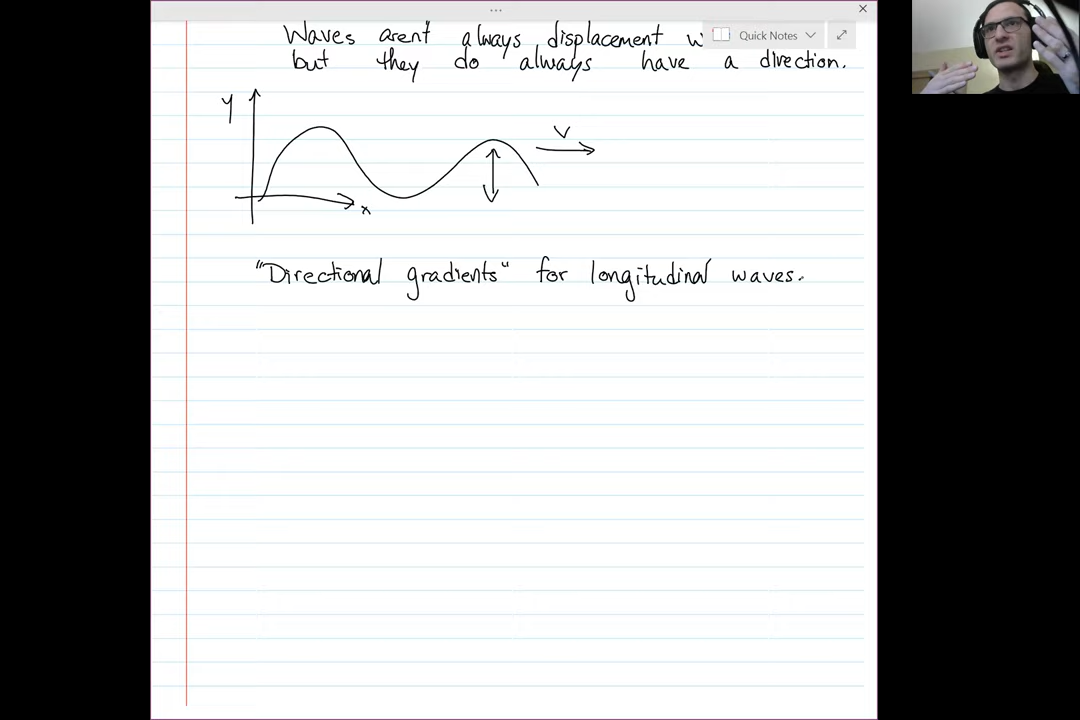 Waves aren't always displacement w
Quick Notes
but they do always have a direction.
y
v
x
"Directional gradients" for longitudinal waves.